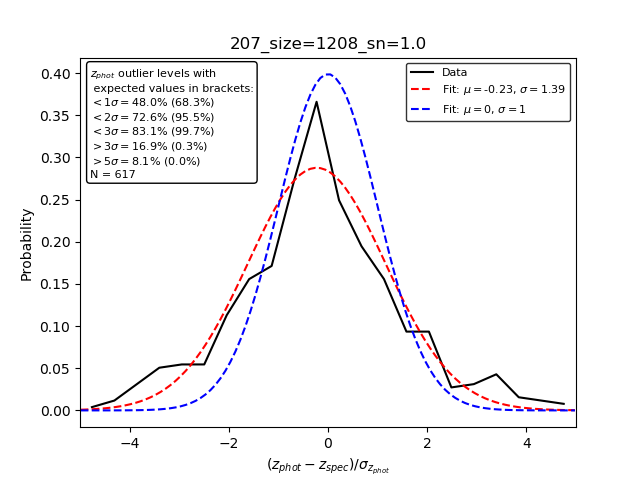 207_size=1208_sn=1.0
z_phot outlier levels with
expected values in brackets:
< 1σ = 48.0% (68.3%)
< 2σ = 72.6% (95.5%)
< 3σ = 83.1% (99.7%)
> 3σ = 16.9% (0.3%)
> 5σ = 8.1% (0.0%)
N = 617
Data
Fit: μ = -0.23, σ = 1.39
Fit: μ = 0, σ = 1
0.40
0.35
0.30
0.25
0.20
0.15
0.10
0.05
0.00
Probability
−4 −2 0 2 4
(z_phot − z_spec)/σ_z_phot